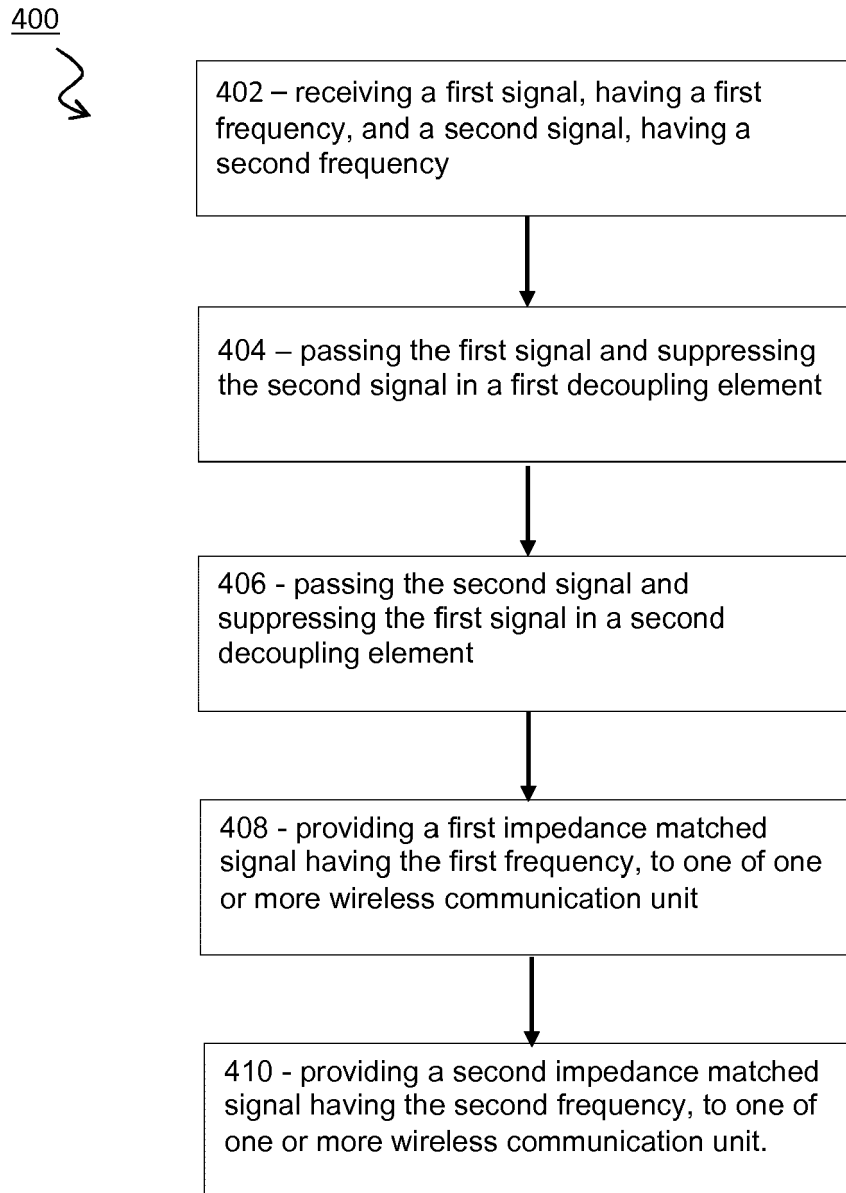 400
402 – receiving a first signal, having a first
frequency, and a second signal, having a
second frequency
404 – passing the first signal and suppressing
the second signal in a first decoupling element
406 - passing the second signal and
suppressing the first signal in a second
decoupling element
408 - providing a first impedance matched
signal having the first frequency, to one of one
or more wireless communication unit
410 - providing a second impedance matched
signal having the second frequency, to one of
one or more wireless communication unit.